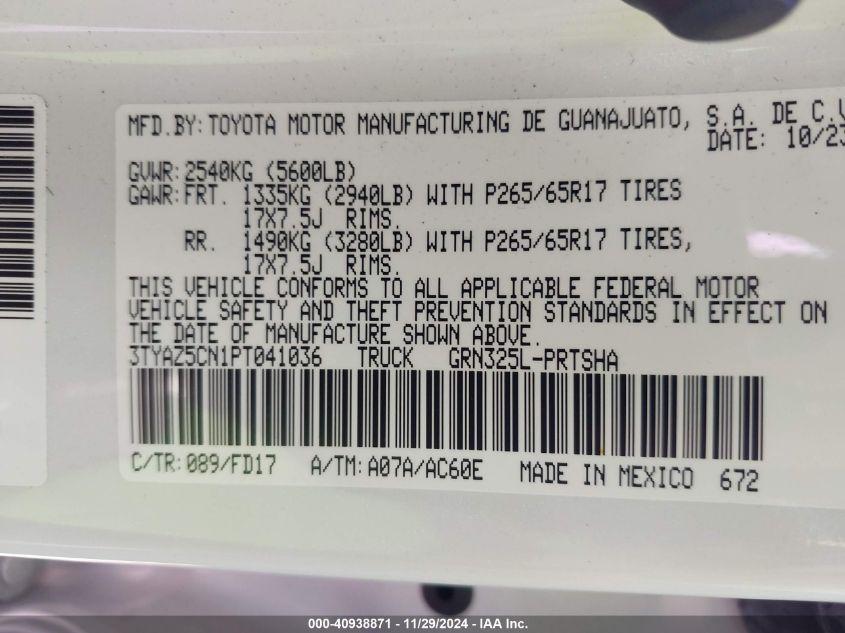 MFD.BY: TOYOTA MOTOR MANUFACTURING DE GUANAJUATO, S.A. DE C.V
DATE: 10/23
GVWR: 2540KG (5600LB)
GAWR: FRT. 1335KG (2940LB) WITH P265/65R17 TIRES
17X7.5J RIMS.
RR. 1490KG (3280LB) WITH P265/65R17 TIRES,
17X7.5J RIMS.
THIS VEHICLE CONFORMS TO ALL APPLICABLE FEDERAL MOTOR
VEHICLE SAFETY AND THEFT PREVENTION STANDARDS IN EFFECT ON
THE DATE OF MANUFACTURE SHOWN ABOVE.
3TYAZ5CN1PT041036 TRUCK GRN325L-PRTSHA
C/TR: 089/FD17 A/TM: A07A/AC60E MADE IN MEXICO 672
000-40938871 - 11/29/2024 - IAA Inc.